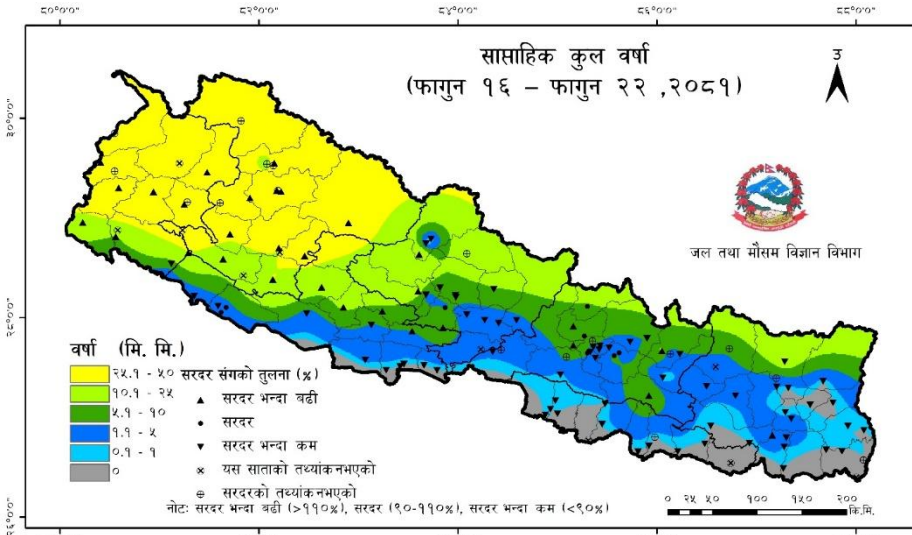 ८०°०'०" ८२°०'०" ८४°०'०" ८६°०'०" ८८°०'०"
साप्ताहिक कुल वर्षा
(फागुन १६ – फागुन २२ ,२०८१)
उ
३०°०'०"
जल तथा मौसम विज्ञान विभाग
२८°०'०"
वर्षा (मि. मि.)
२५.१ - ५० सरदर संगको तुलना (%)
१०.१ - २५ सरदर भन्दा बढी
५.१ - १० सरदर
१.१ - ५ सरदर भन्दा कम
०.१ - १ यस साताको तथ्यांकनभएको
० सरदरको तथ्यांकनभएको
नोटः सरदर भन्दा बढी (>११०%), सरदर (९०-११०%), सरदर भन्दा कम (<९०%)
० २५ ५० १०० १५० २००
कि.मि.
२६°०'०"